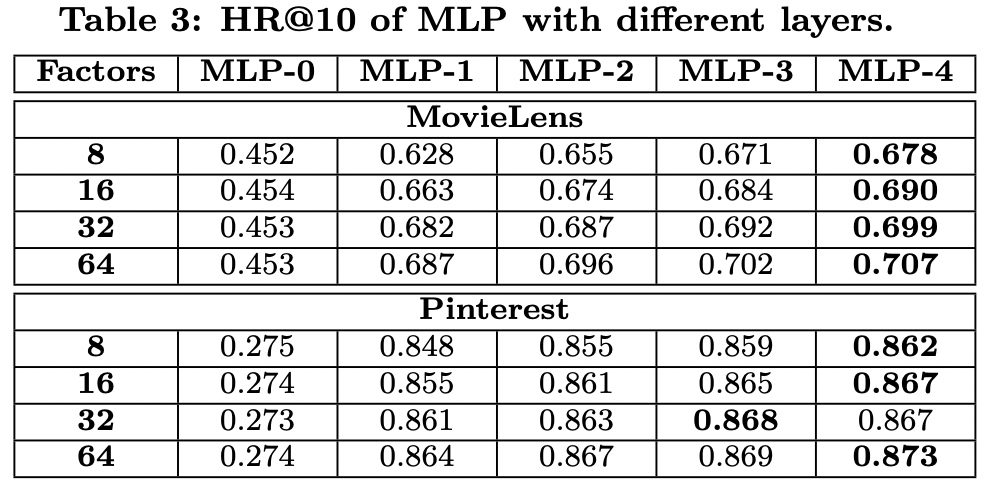 Table 3: HR@10 of MLP with different layers.
Factors MLP-0 MLP-1 MLP-2 MLP-3 MLP-4
MovieLens
8 0.452 0.628 0.655 0.671 0.678
16 0.454 0.663 0.674 0.684 0.690
32 0.453 0.682 0.687 0.692 0.699
64 0.453 0.687 0.696 0.702 0.707
Pinterest
8 0.275 0.848 0.855 0.859 0.862
16 0.274 0.855 0.861 0.865 0.867
32 0.273 0.861 0.863 0.868 0.867
64 0.274 0.864 0.867 0.869 0.873